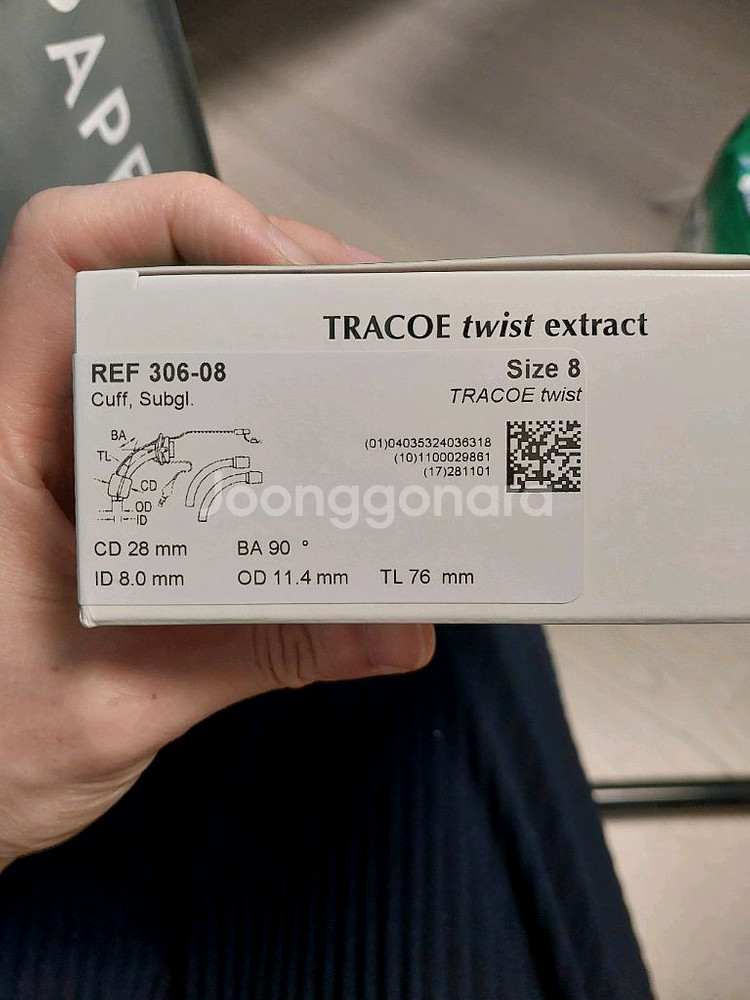 PAPE
TRACOE twist extract
REF 306-08
Size 8
Cuff, Subgl.
TRACOE twist
BA
TL
CD
OD
ID
(01)04035324036318
(10)1100029861
(17)281101
Joonggonara
CD 28 mm
BA 90 °
ID 8.0 mm
OD 11.4 mm
TL 76 mm